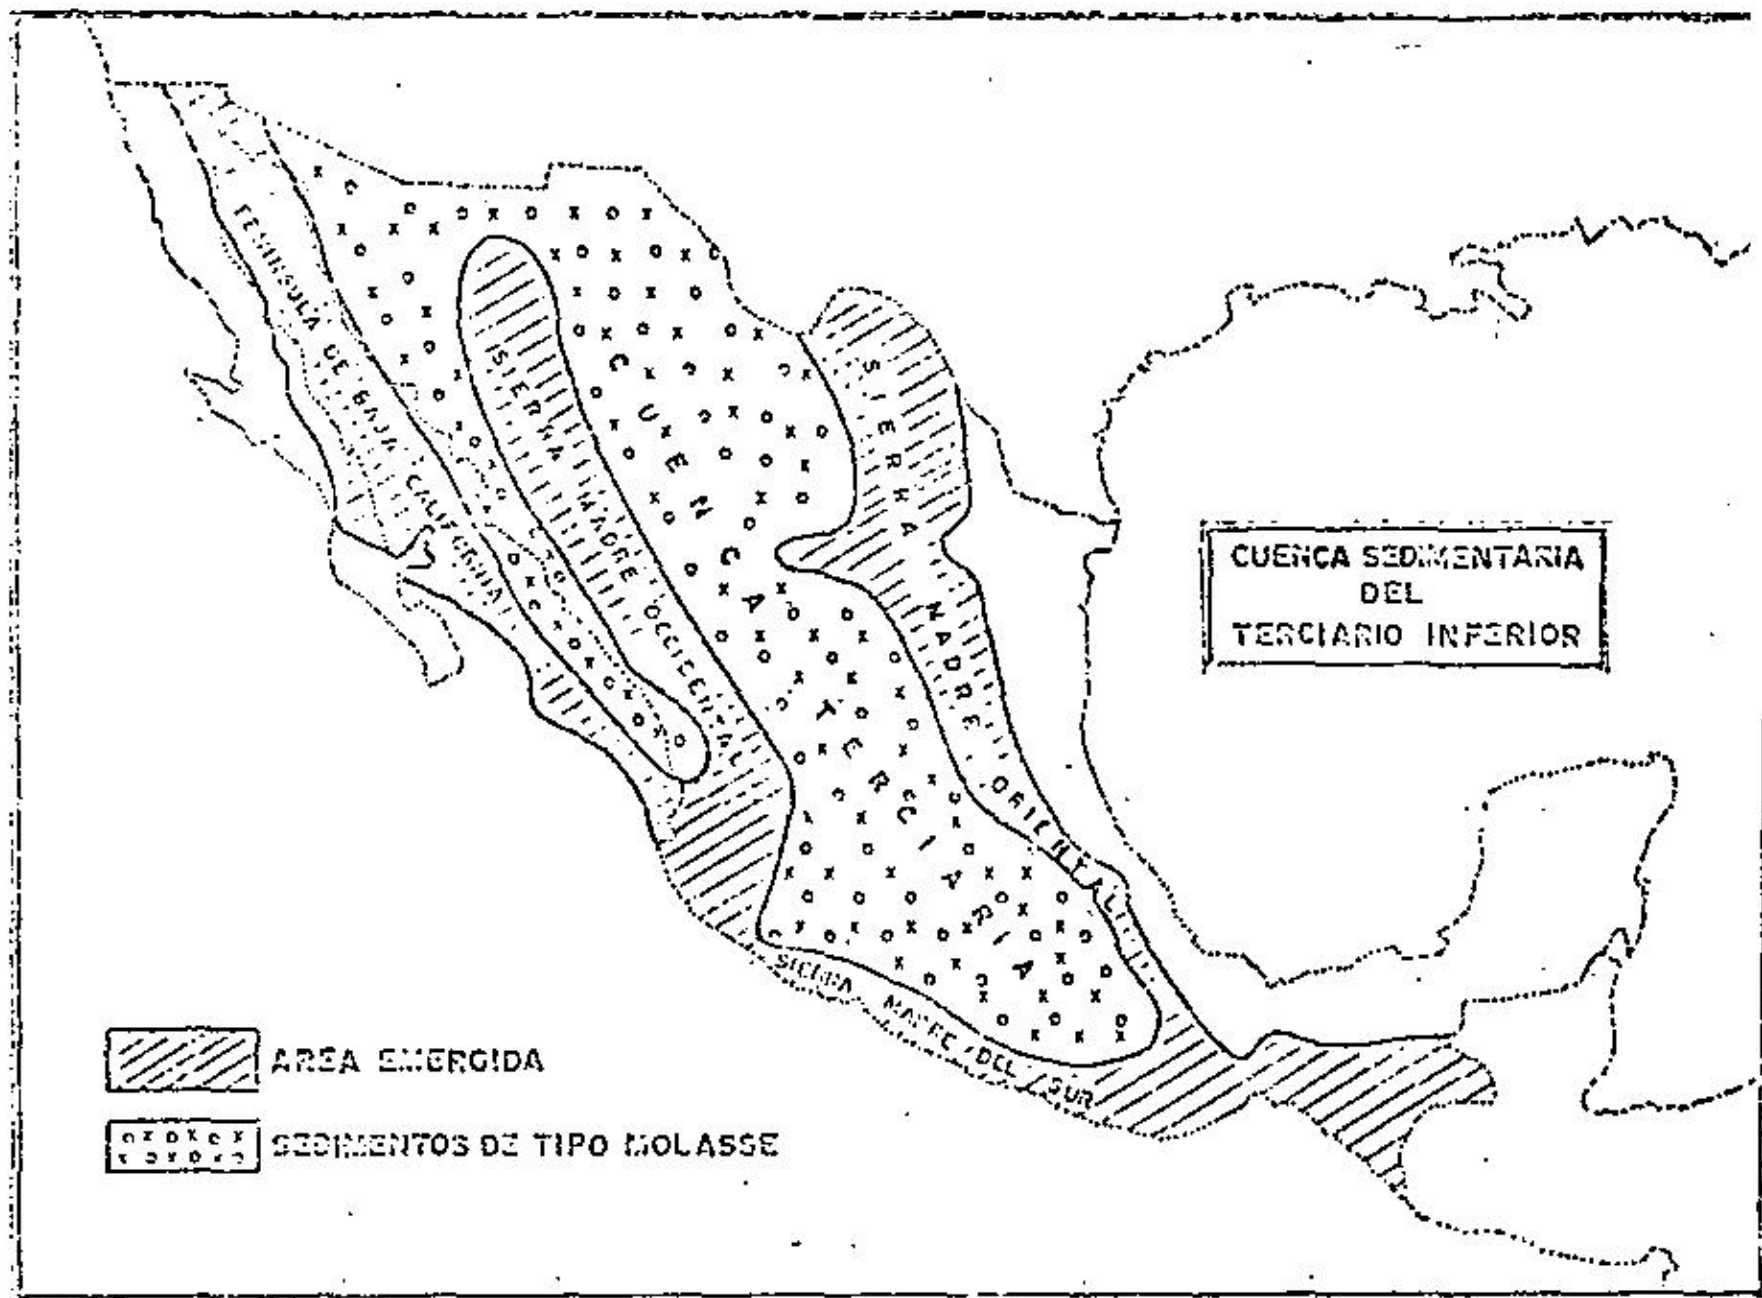 PENINSULA DE BAJA CALIFORNIA
SIERRA MADRE OCCIDENTAL
CUENCA TERCIARIA
SIERRA MADRE ORIENTAL
SIERRA MADRE DEL SUR
CUENCA SEDIMENTARIA
DEL
TERCIARIO INFERIOR
AREA EMERGIDA
SEDIMENTOS DE TIPO MOLASSE